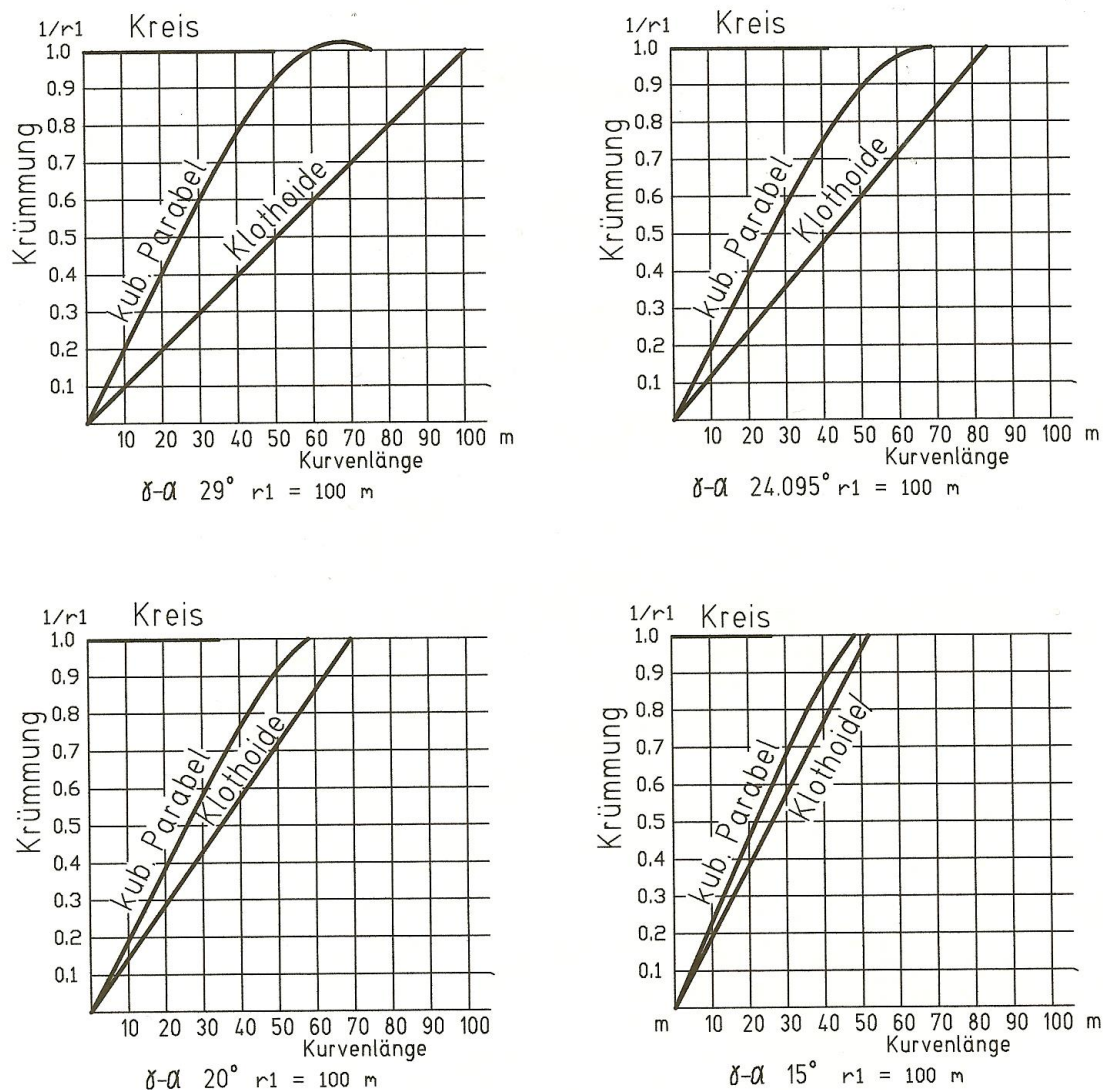 1/r1 Kreis
1.0
0.9
0.8
0.7
0.6
0.5
0.4
0.3
0.2
0.1
Krümmung
kub. Parabel
Klothoide
10 20 30 40 50 60 70 80 90 100 m
Kurvenlänge
ɣ-α 29° r1 = 100 m
1/r1 Kreis
1.0
0.9
0.8
0.7
0.6
0.5
0.4
0.3
0.2
0.1
Krümmung
kub. Parabel
Klothoide
10 20 30 40 50 60 70 80 90 100 m
Kurvenlänge
ɣ-α 24.095° r1 = 100 m
1/r1 Kreis
1.0
0.9
0.8
0.7
0.6
0.5
0.4
0.3
0.2
0.1
Krümmung
kub. Parabel
Klothoide
10 20 30 40 50 60 70 80 90 100 m
Kurvenlänge
ɣ-α 20° r1 = 100 m
1/r1 Kreis
1.0
0.9
0.8
0.7
0.6
0.5
0.4
0.3
0.2
0.1
Krümmung
kub. Parabel
Klothoide
m 10 20 30 40 50 60 70 80 90 100 m
Kurvenlänge
ɣ-α 15° r1 = 100 m